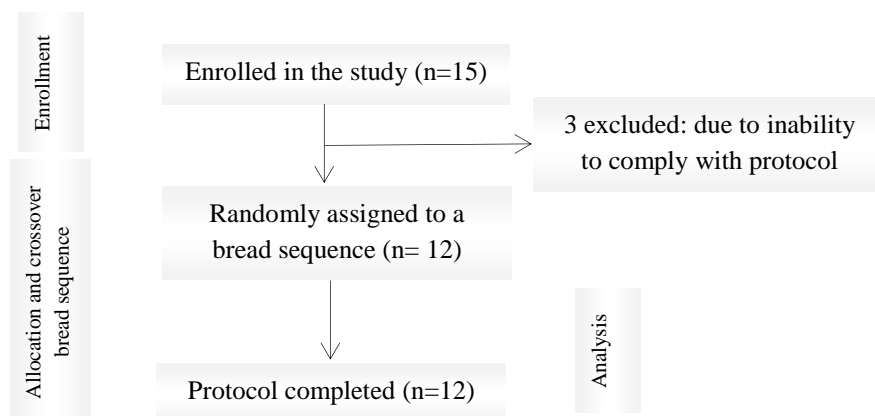 Enrollment
Enrolled in the study (n=15)
3 excluded: due to inability
to comply with protocol
Allocation and crossover
bread sequence
Randomly assigned to a
bread sequence (n= 12)
Protocol completed (n=12)
Analysis